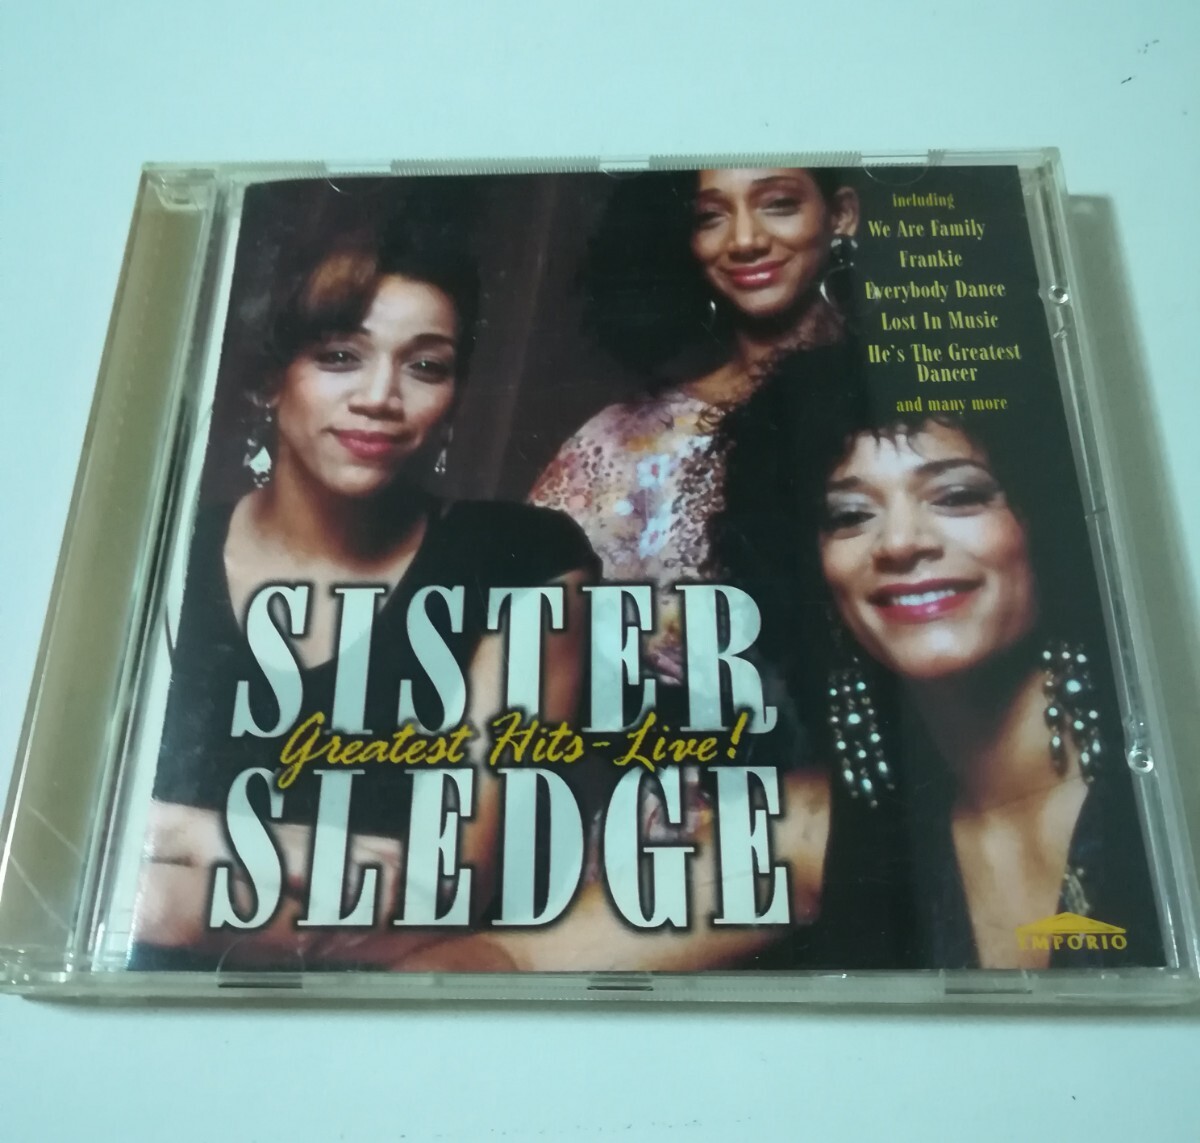 including
We Are Family
Frankie
Everybody Dance
Lost In Music
He's The Greatest
Dancer
and many more
SISTER
Greatest Hits-Live!
SLEDGE
EMPORIO